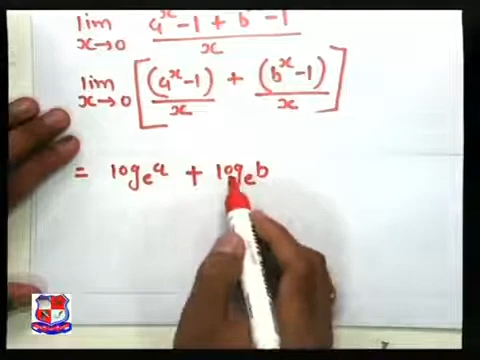 lim x→0 (a^x - 1 + b^x - 1) / x
lim x→0 [ (a^x - 1) / x + (b^x - 1) / x ]
= log_e a + log_e b